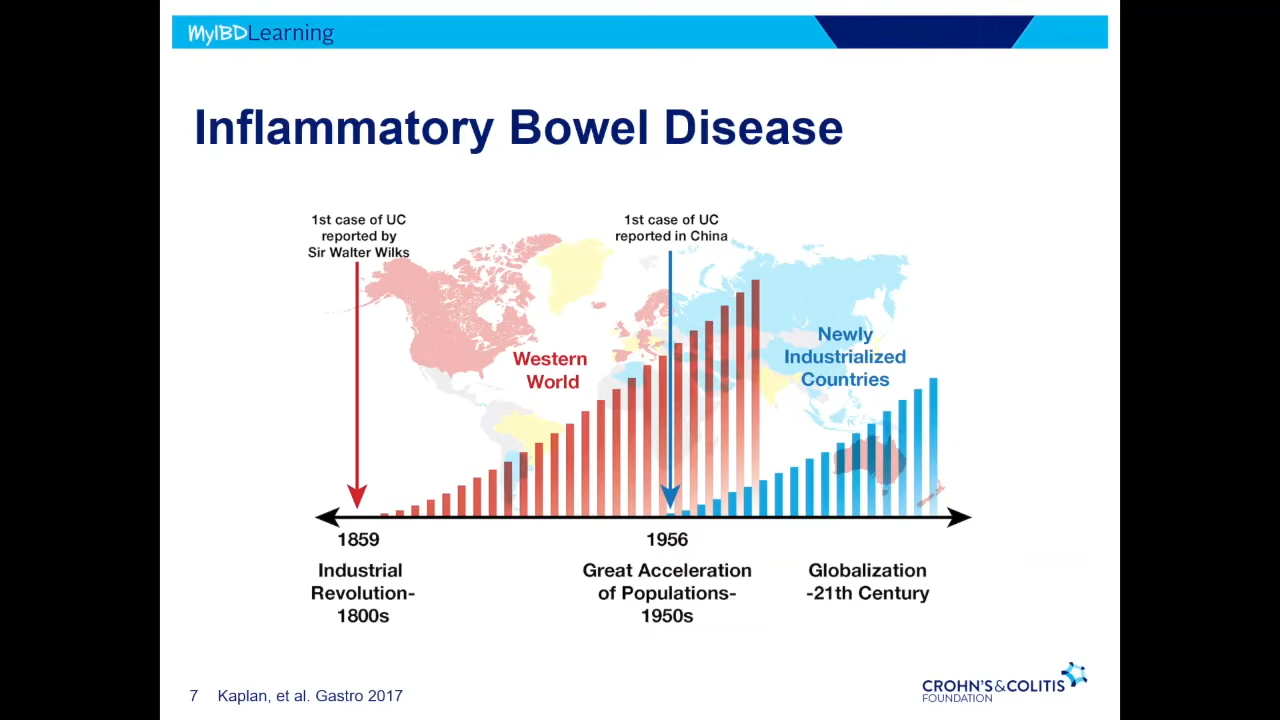 MyIBDLearning
Inflammatory Bowel Disease
1st case of UC
reported by
Sir Walter Wilks
1st case of UC
reported in China
Western
World
Newly
Industrialized
Countries
1859
1956
Industrial
Revolution-
1800s
Great Acceleration
of Populations-
1950s
Globalization
-21th Century
7 Kaplan, et al. Gastro 2017
CROHN'S&COLITIS
FOUNDATION